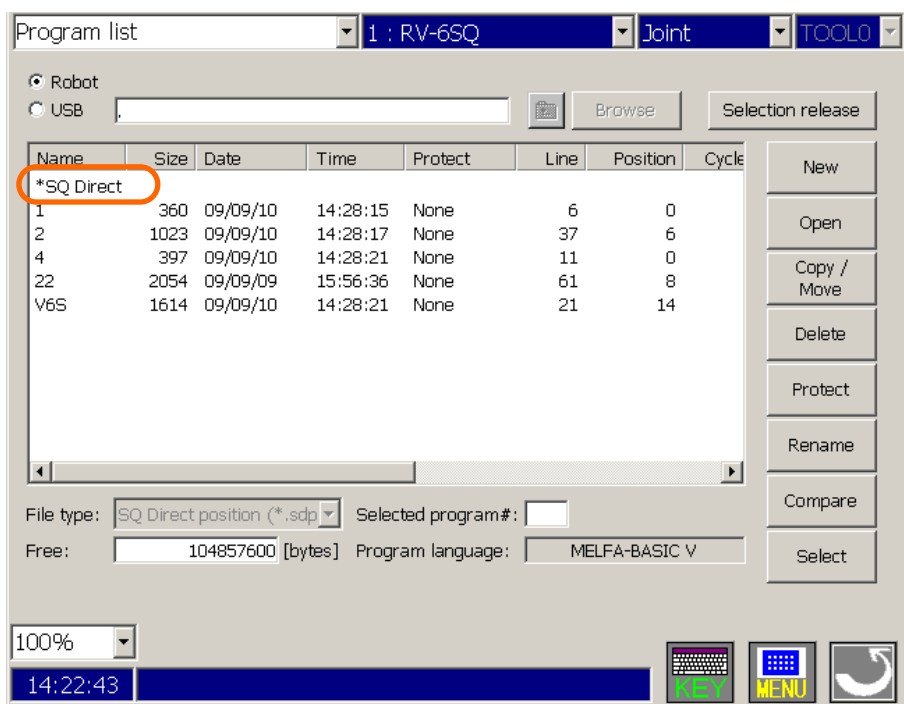 Program list 1 : RV-6SQ Joint TOOL0
Robot
USB . Browse Selection release
Name Size Date Time Protect Line Position Cycle
*SQ Direct
1 360 09/09/10 14:28:15 None 6 0
2 1023 09/09/10 14:28:17 None 37 6
4 397 09/09/10 14:28:21 None 11 0
22 2054 09/09/09 15:56:36 None 61 8
V6S 1614 09/09/10 14:28:21 None 21 14
New
Open
Copy /
Move
Delete
Protect
Rename
Compare
Select
File type: SQ Direct position (*.sdp Selected program#:
Free: 104857600 [bytes] Program language: MELFA-BASIC V
100%
14:22:43 KEY MENU